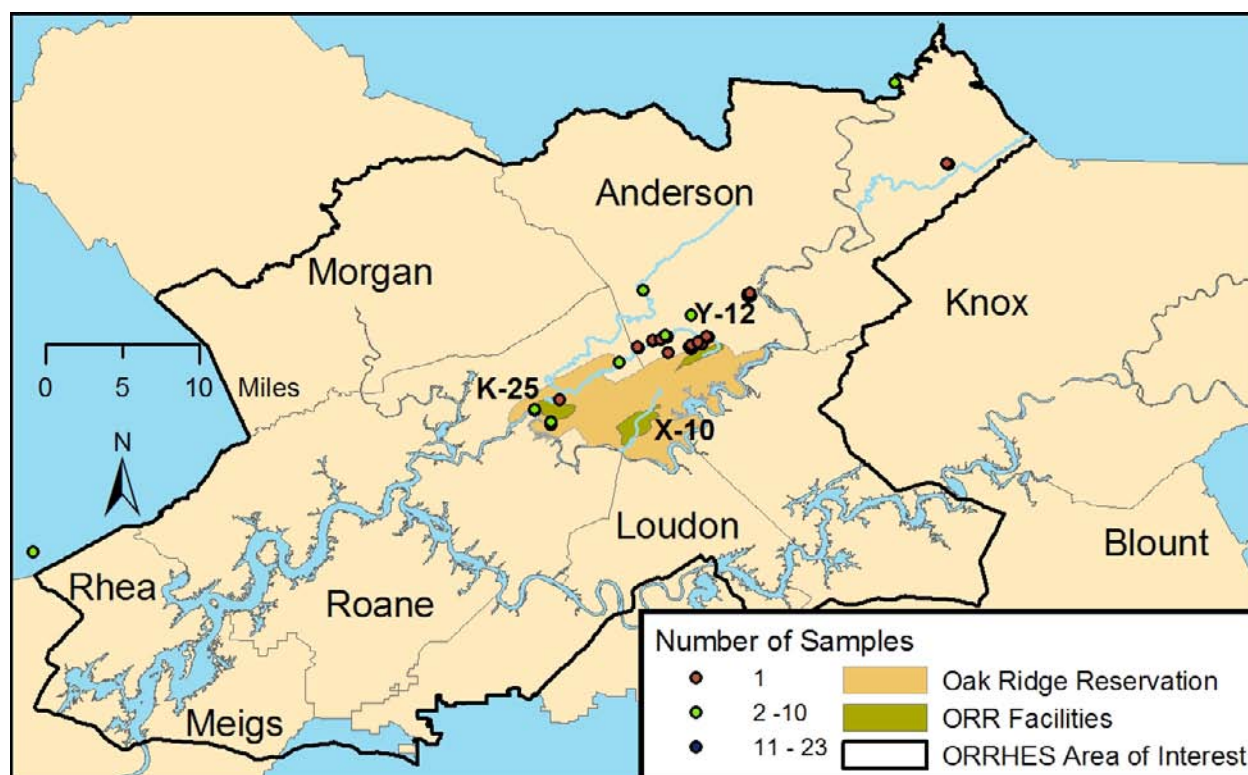 Anderson
Morgan
Knox
Y-12
0 5 10 Miles
K-25
X-10
N
Loudon
Blount
Rhea
Roane
Meigs
Number of Samples
1
2 -10
11 - 23
Oak Ridge Reservation
ORR Facilities
ORRHES Area of Interest